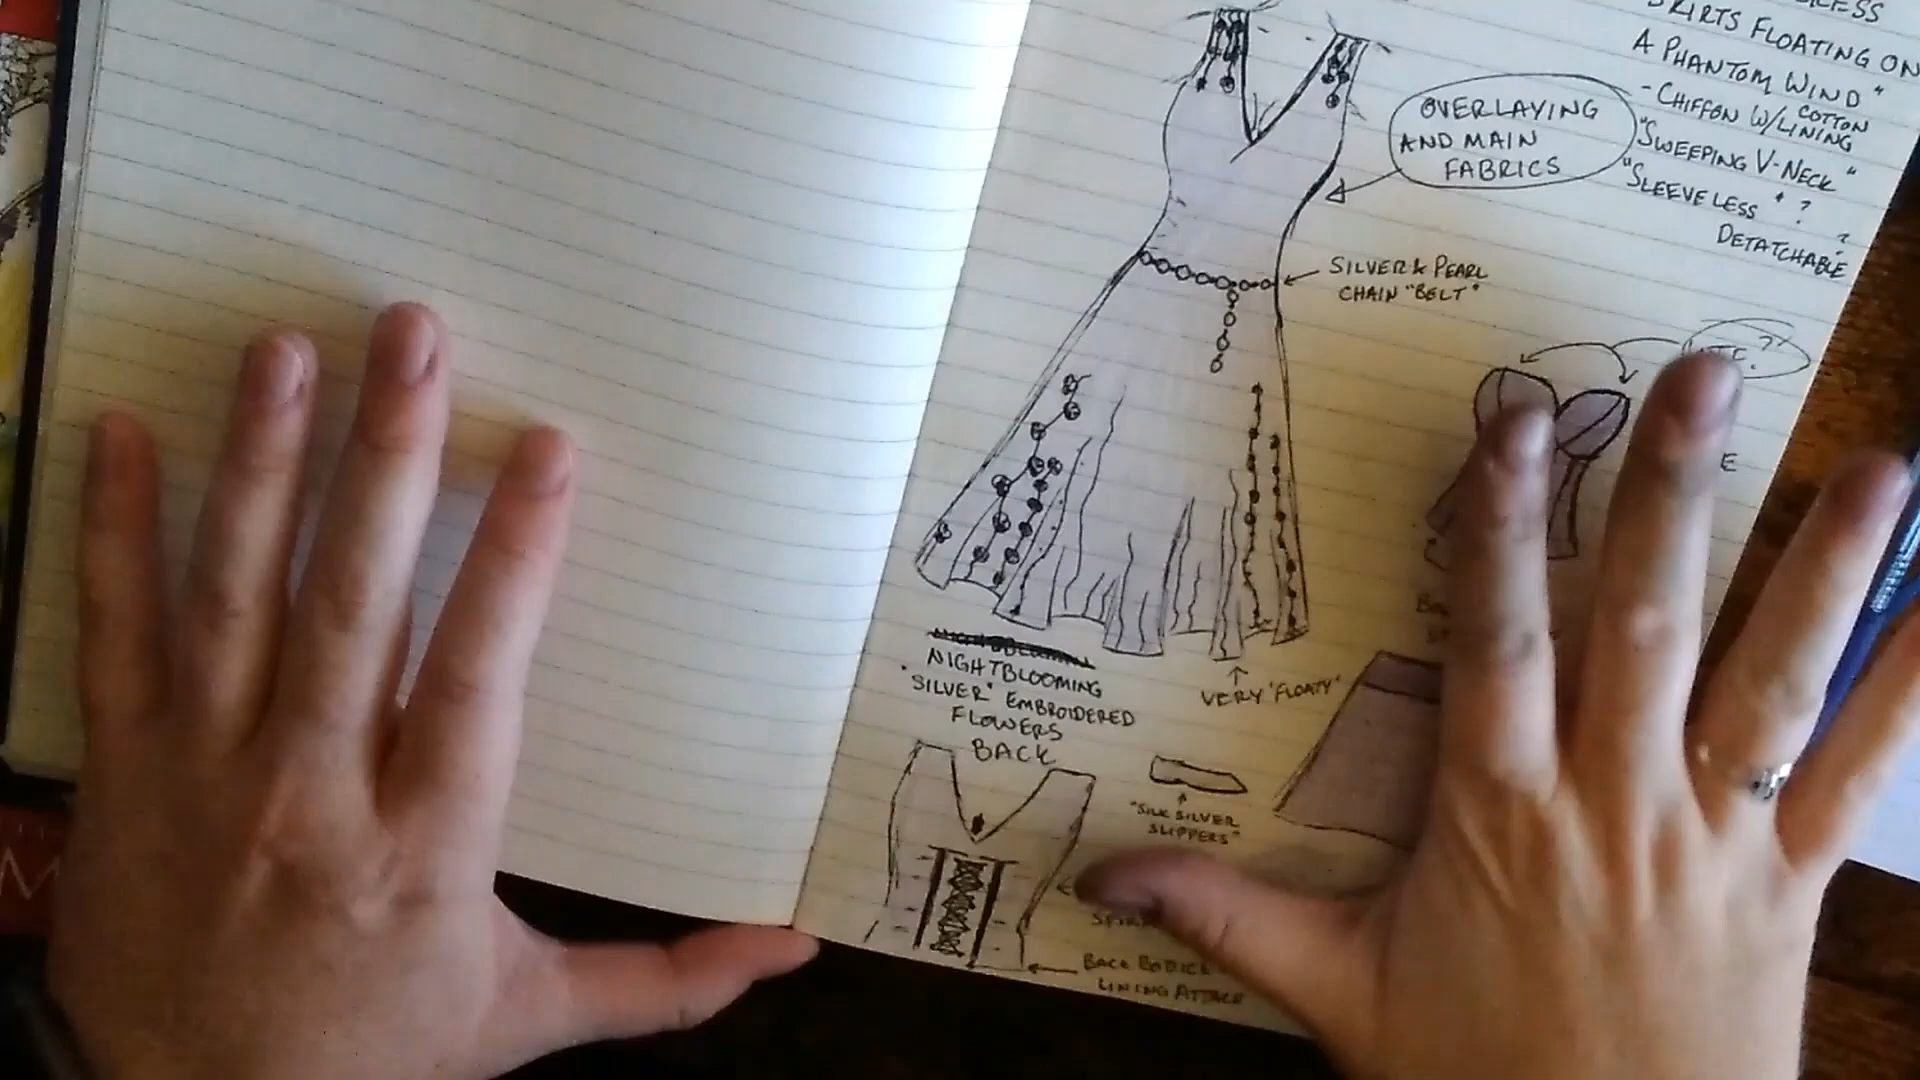 SKIRTS FLOATING ON
A PHANTOM WIND"
- CHIFFON W/ COTTON
LINING
"SWEEPING V-NECK"
"SLEEVELESS" ?
DETATCHABLE ?
OVERLAYING
AND MAIN
FABRICS
SILVER & PEARL
CHAIN "BELT"
NIGHTBLOOMING
"SILVER" EMBROIDERED
FLOWERS
VERY "FLOATY"
BACK
"SILK SILVER
SLIPPERS"
BACK BODICE
LINING ATTACH
M